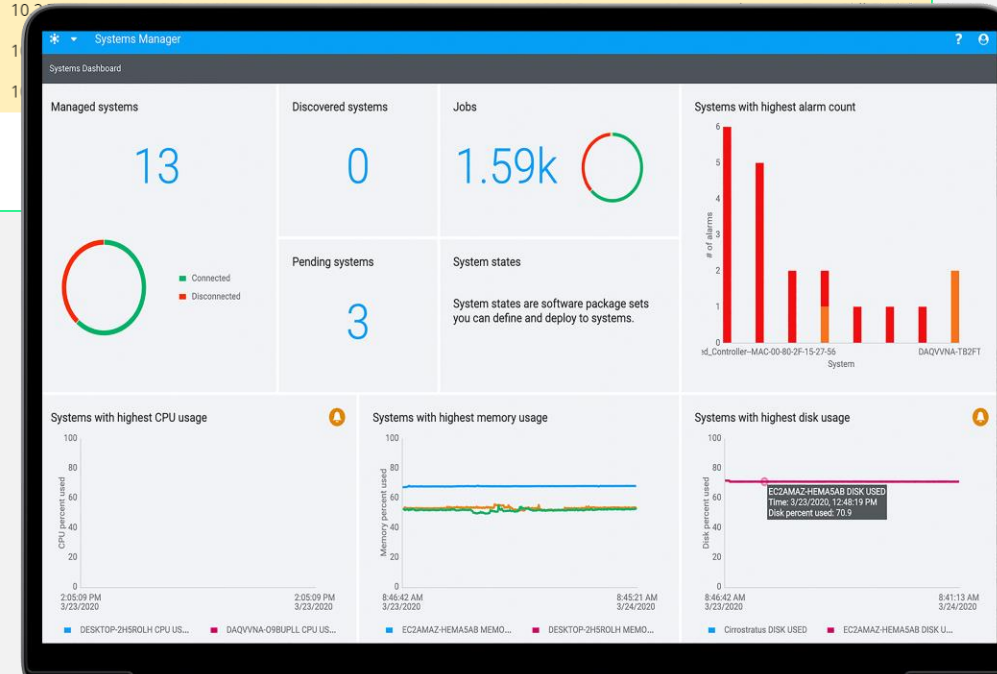 10
10
10
Systems Manager
?
Systems Dashboard
Managed systems
13
Connected
Disconnected
Discovered systems
0
Jobs
1.59k
Pending systems
3
System states
System states are software package sets
you can define and deploy to systems.
Systems with highest alarm count
6
5
4
3
2
1
0
# of alarms
ed_Controller--MAC-00-80-2F-15-27-56
DAQVVNA-TB2FT
System
Systems with highest CPU usage
100
80
60
40
20
0
CPU percent used
2:05:09 PM
3/23/2020
2:05:09 PM
3/23/2020
DESKTOP-2H5ROLH CPU US...
DAQVVNA-O9BUPLL CPU US...
Systems with highest memory usage
100
80
60
40
20
0
Memory percent used
8:46:42 AM
3/23/2020
8:45:21 AM
3/24/2020
EC2AMAZ-HEMA5AB MEMO...
DESKTOP-2H5ROLH MEMO...
Systems with highest disk usage
100
80
60
40
20
0
Disk percent used
EC2AMAZ-HEMA5AB DISK USED
Time: 3/23/2020, 12:48:19 PM
Disk percent used: 70.9
8:46:42 AM
3/23/2020
8:41:13 AM
3/24/2020
Cirrostratus DISK USED
EC2AMAZ-HEMA5AB DISK U...